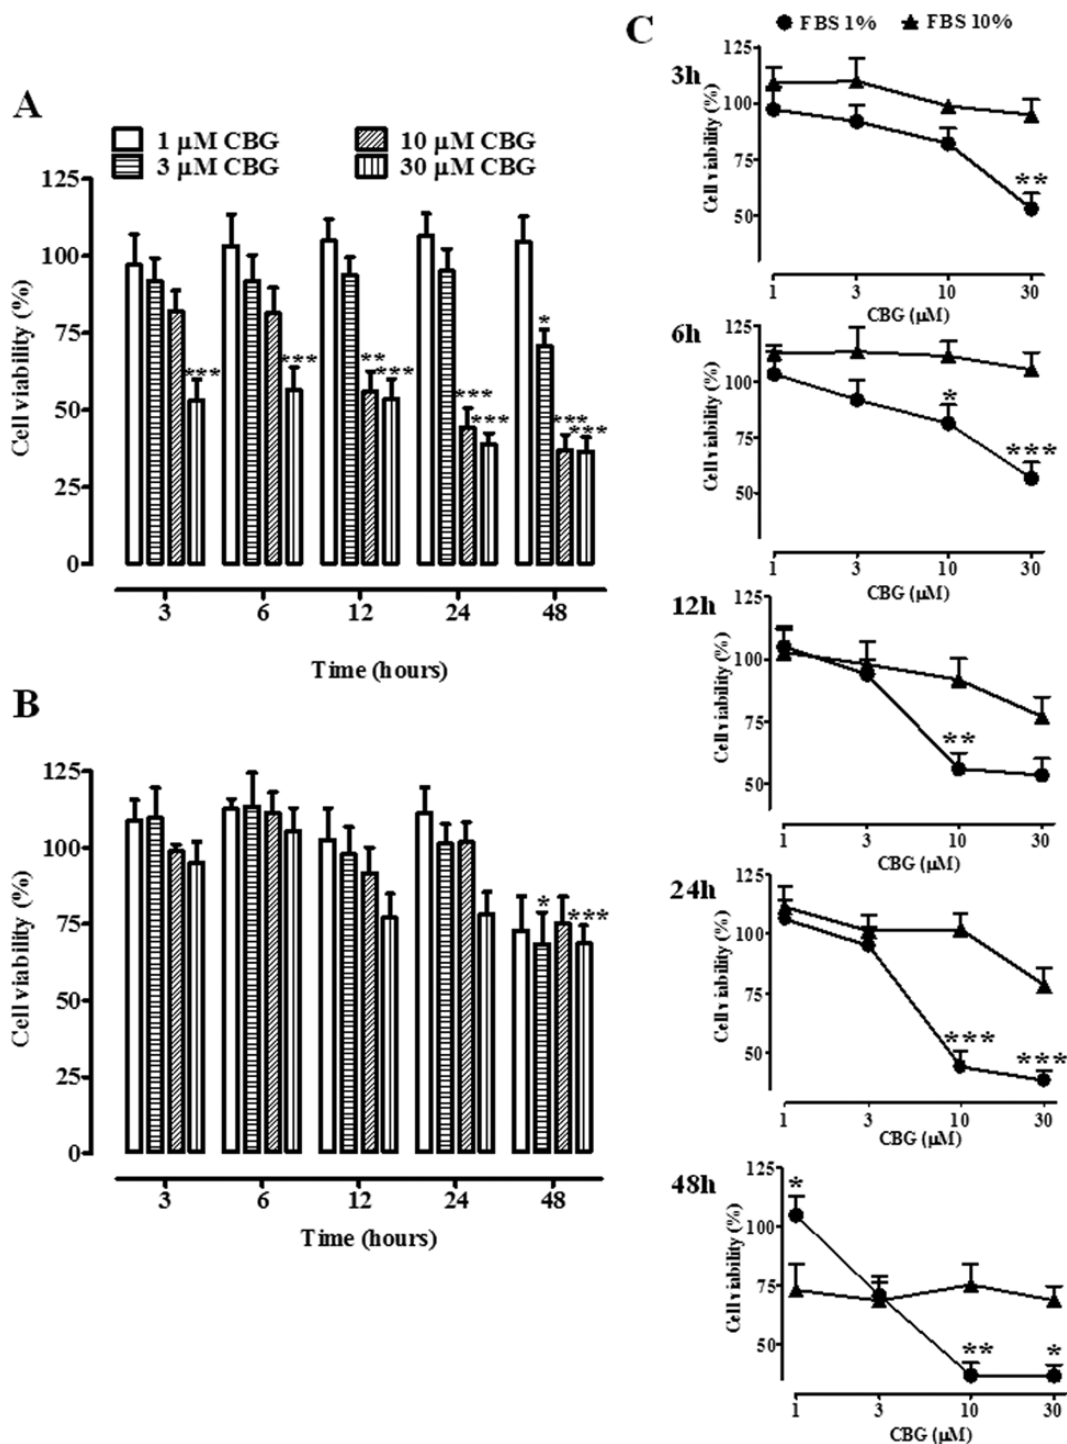 A
1 μM CBG
10 μM CBG
3 μM CBG
30 μM CBG
Cell viability (%)
125
100
75
50
25
0
***
***
**
***
***
***
*
***
***
3
6
12
24
48
Time (hours)
B
Cell viability (%)
125
100
75
50
25
0
*
***
3
6
12
24
48
Time (hours)
C
FBS 1%
FBS 10%
3h
Cell viability (%)
125
100
75
50
**
1
3
10
30
CBG (μM)
6h
Cell viability (%)
125
100
75
50
*
***
1
3
10
30
CBG (μM)
12h
Cell viability (%)
125
100
75
50
**
1
3
10
30
CBG (μM)
24h
Cell viability (%)
125
100
75
50
***
***
1
3
10
30
CBG (μM)
48h
Cell viability (%)
125
100
75
50
*
**
*
1
3
10
30
CBG (μM)